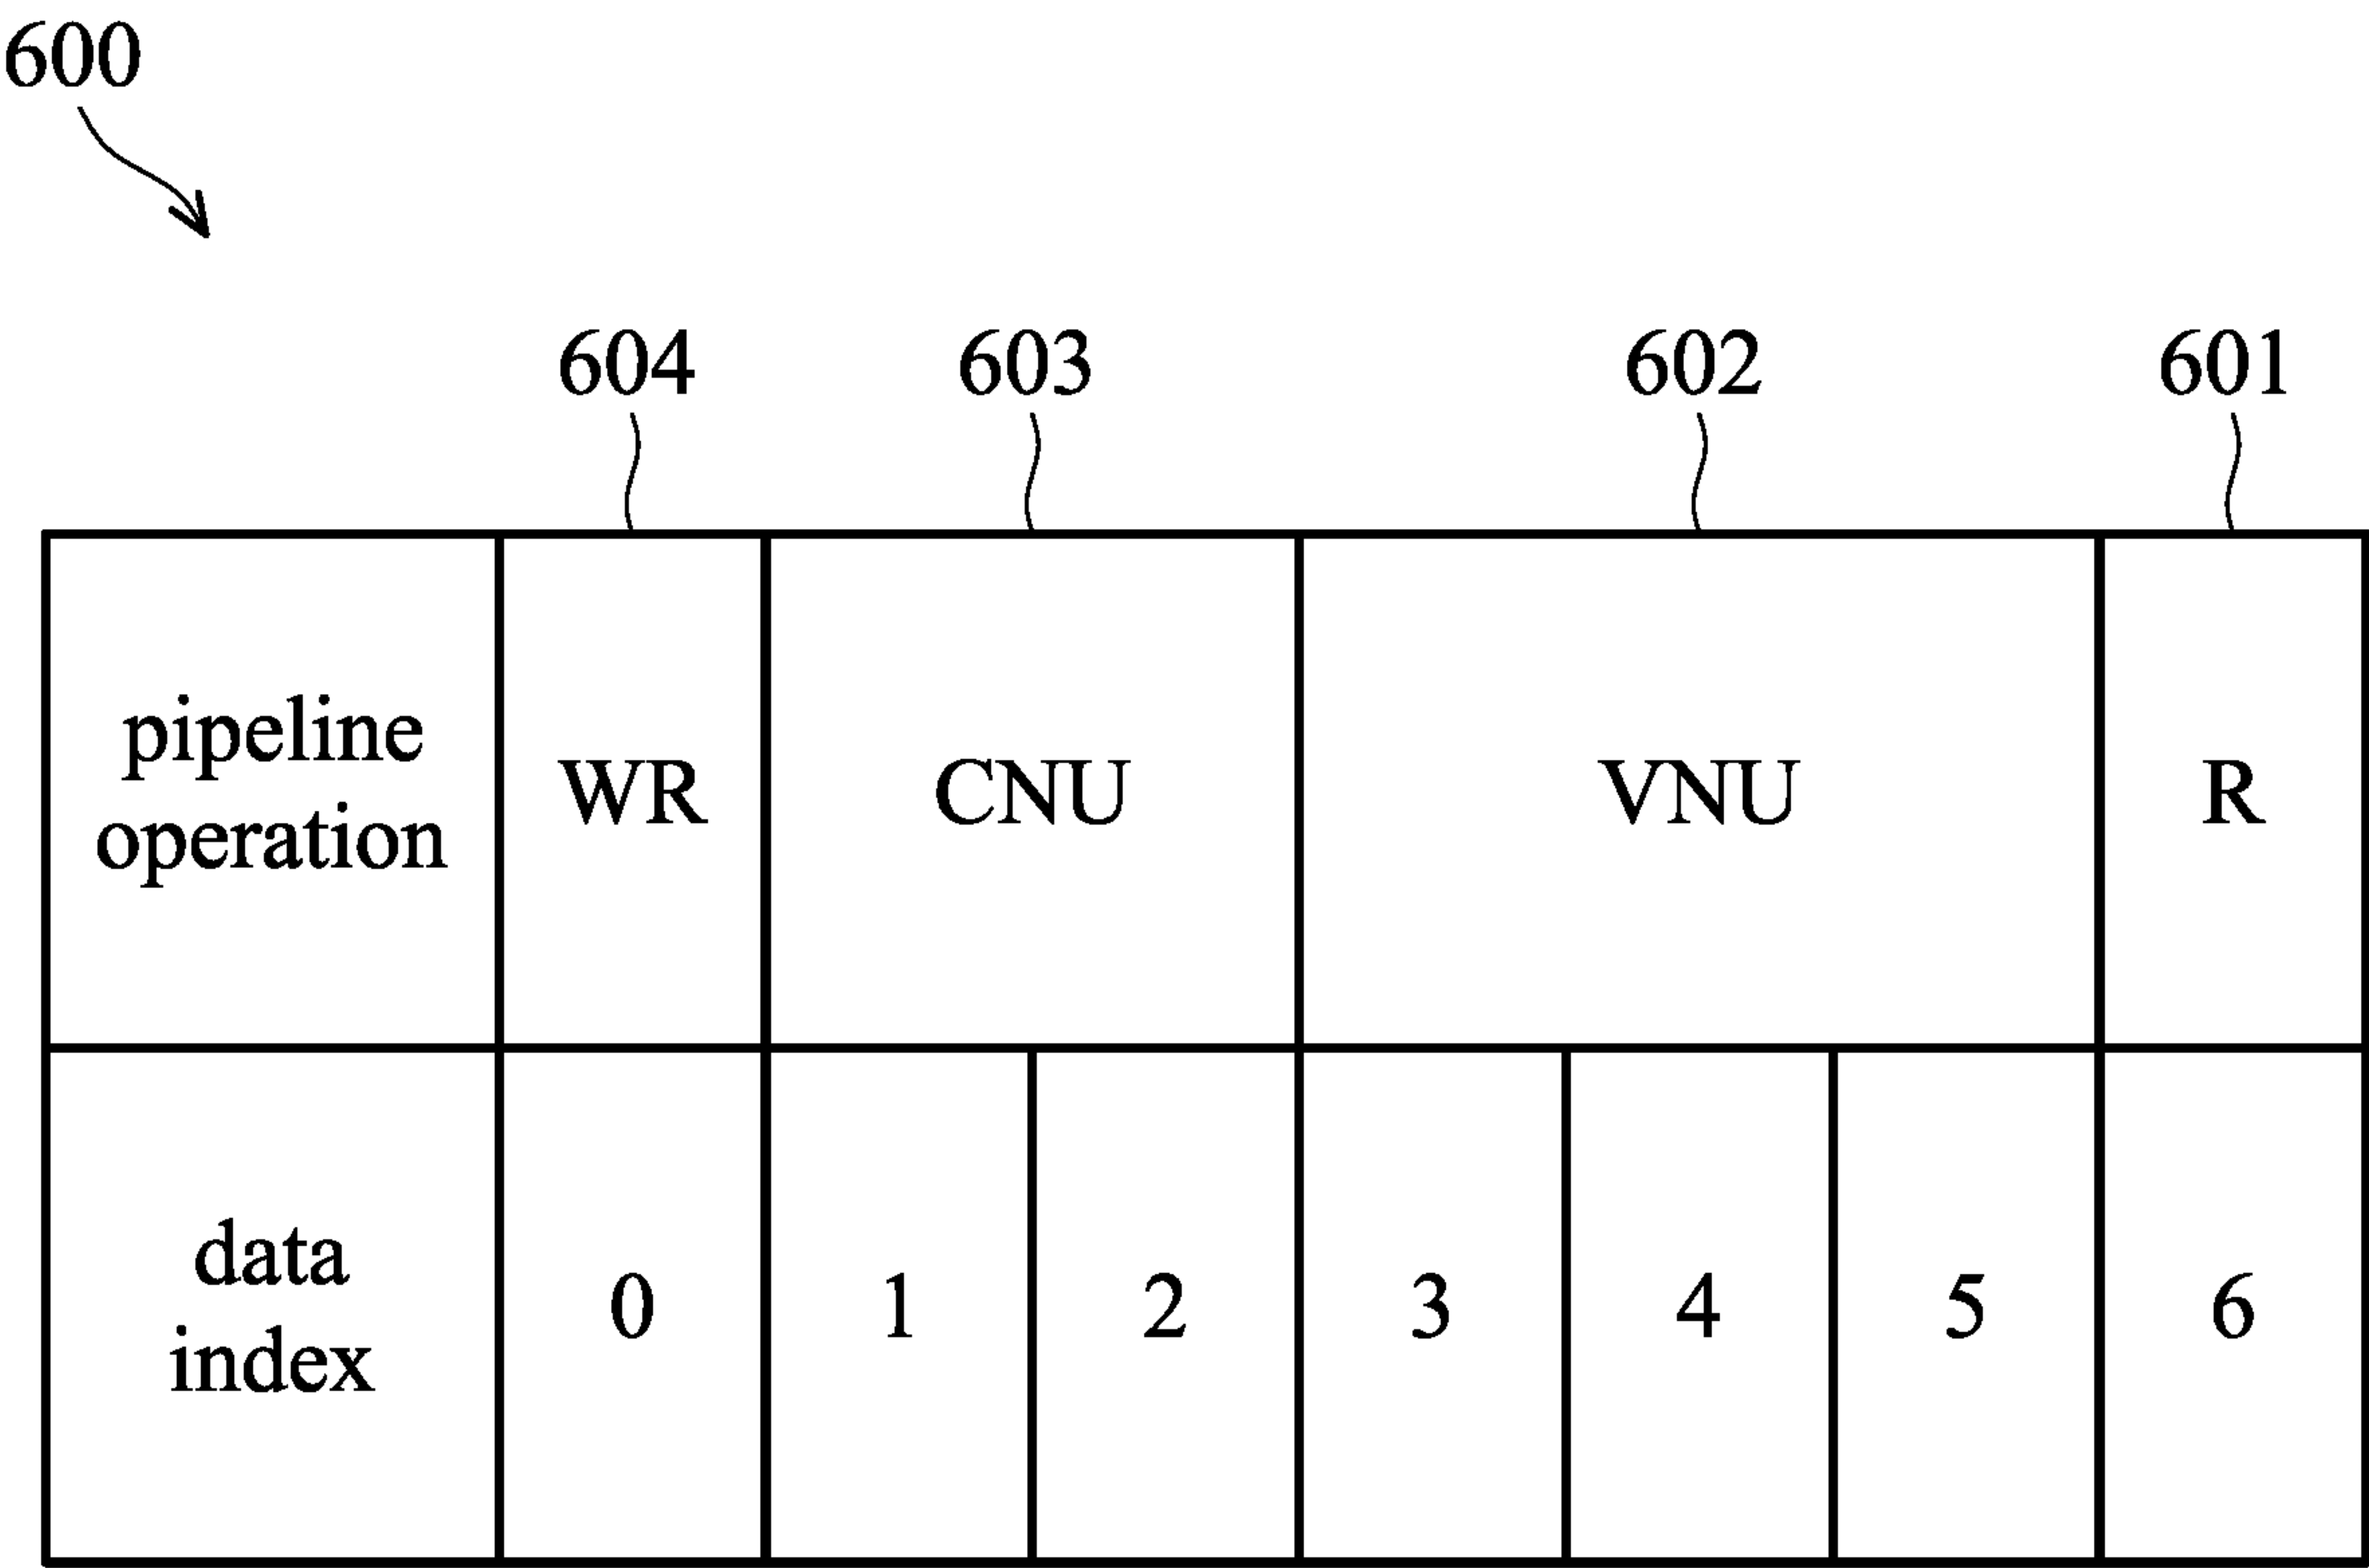 600
604 603 602 601
pipeline
operation
WR CNU VNU R
data
index
0 1 2 3 4 5 6